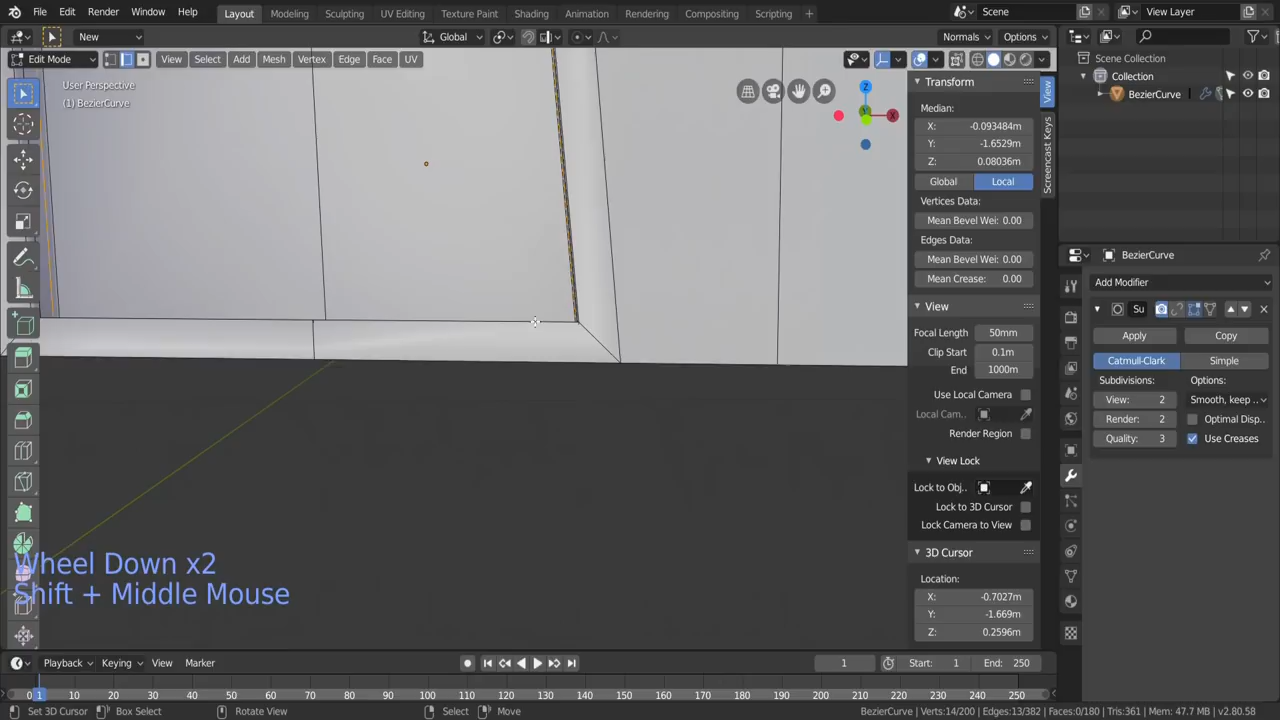 File Edit Render Window Help Layout Modeling Sculpting UV Editing Texture Paint Shading Animation Rendering Compositing Scripting Scene View Layer
New Global Normals Options
Edit Mode View Select Add Mesh Vertex Edge Face UV
User Perspective
(1) BezierCurve
Transform
Median:
X: -0.093484m
Y: -1.6529m
Z: 0.08036m
Global Local
Vertices Data:
Mean Bevel Wei: 0.00
Edges Data:
Mean Bevel Wei: 0.00
Mean Crease: 0.00
View
Focal Length 50mm
Clip Start 0.1m
End 1000m
Use Local Camera
Local Cam..
Render Region
View Lock
Lock to Obj..
Lock to 3D Cursor
Lock Camera to View
3D Cursor
Location:
X: -0.7027m
Y: -1.669m
Z: 0.2596m
View
Screencast Keys
Z
X
Scene Collection
Collection
BezierCurve
BezierCurve
Add Modifier
Su
Apply Copy
Catmull-Clark Simple
Subdivisions: Options:
View: 2 Smooth, keep ..
Render: 2 Optimal Disp..
Quality: 3 Use Creases
Wheel Down x2
Shift + Middle Mouse
Playback Keying View Marker 1 Start: 1 End: 250
1 0 10 20 30 40 50 60 70 80 90 100 110 120 130 140 150 160 170 180 190 200 210 220 230 240 250
Set 3D Cursor Box Select Rotate View Select Move BezierCurve | Verts:14/200 | Edges:13/382 | Faces:0/180 | Tris:361 | Mem: 47.7 MB | v2.80.58